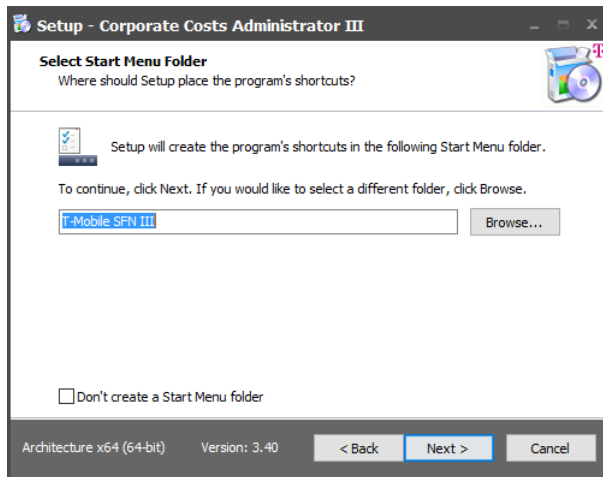 Setup - Corporate Costs Administrator III
Select Start Menu Folder
Where should Setup place the program's shortcuts?
T
Setup will create the program's shortcuts in the following Start Menu folder.
To continue, click Next. If you would like to select a different folder, click Browse.
T-Mobile SFN III
Browse...
Don't create a Start Menu folder
Architecture x64 (64-bit) Version: 3.40 < Back Next > Cancel